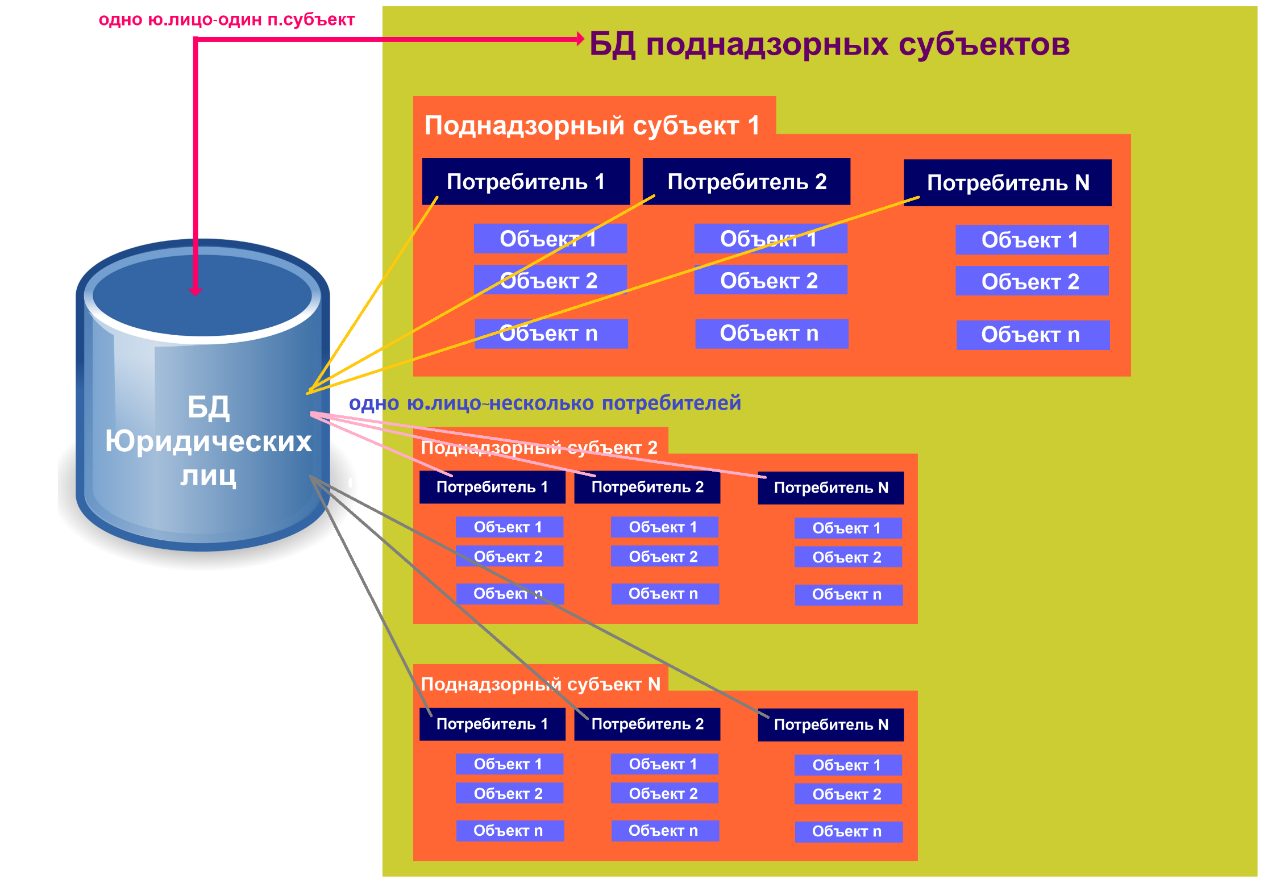 одно ю.лицо-один п.субъект
БД поднадзорных субъектов
Поднадзорный субъект 1
Потребитель 1
Потребитель 2
Потребитель N
Объект 1
Объект 1
Объект 1
Объект 2
Объект 2
Объект 2
Объект n
Объект n
Объект n
БД
Юридических
лиц
одно ю.лицо-несколько потребителей
Поднадзорный субъект 2
Потребитель 1
Потребитель 2
Потребитель N
Объект 1
Объект 1
Объект 1
Объект 2
Объект 2
Объект 2
Объект n
Объект n
Объект n
Поднадзорный субъект N
Потребитель 1
Потребитель 2
Потребитель N
Объект 1
Объект 1
Объект 1
Объект 2
Объект 2
Объект 2
Объект n
Объект n
Объект n